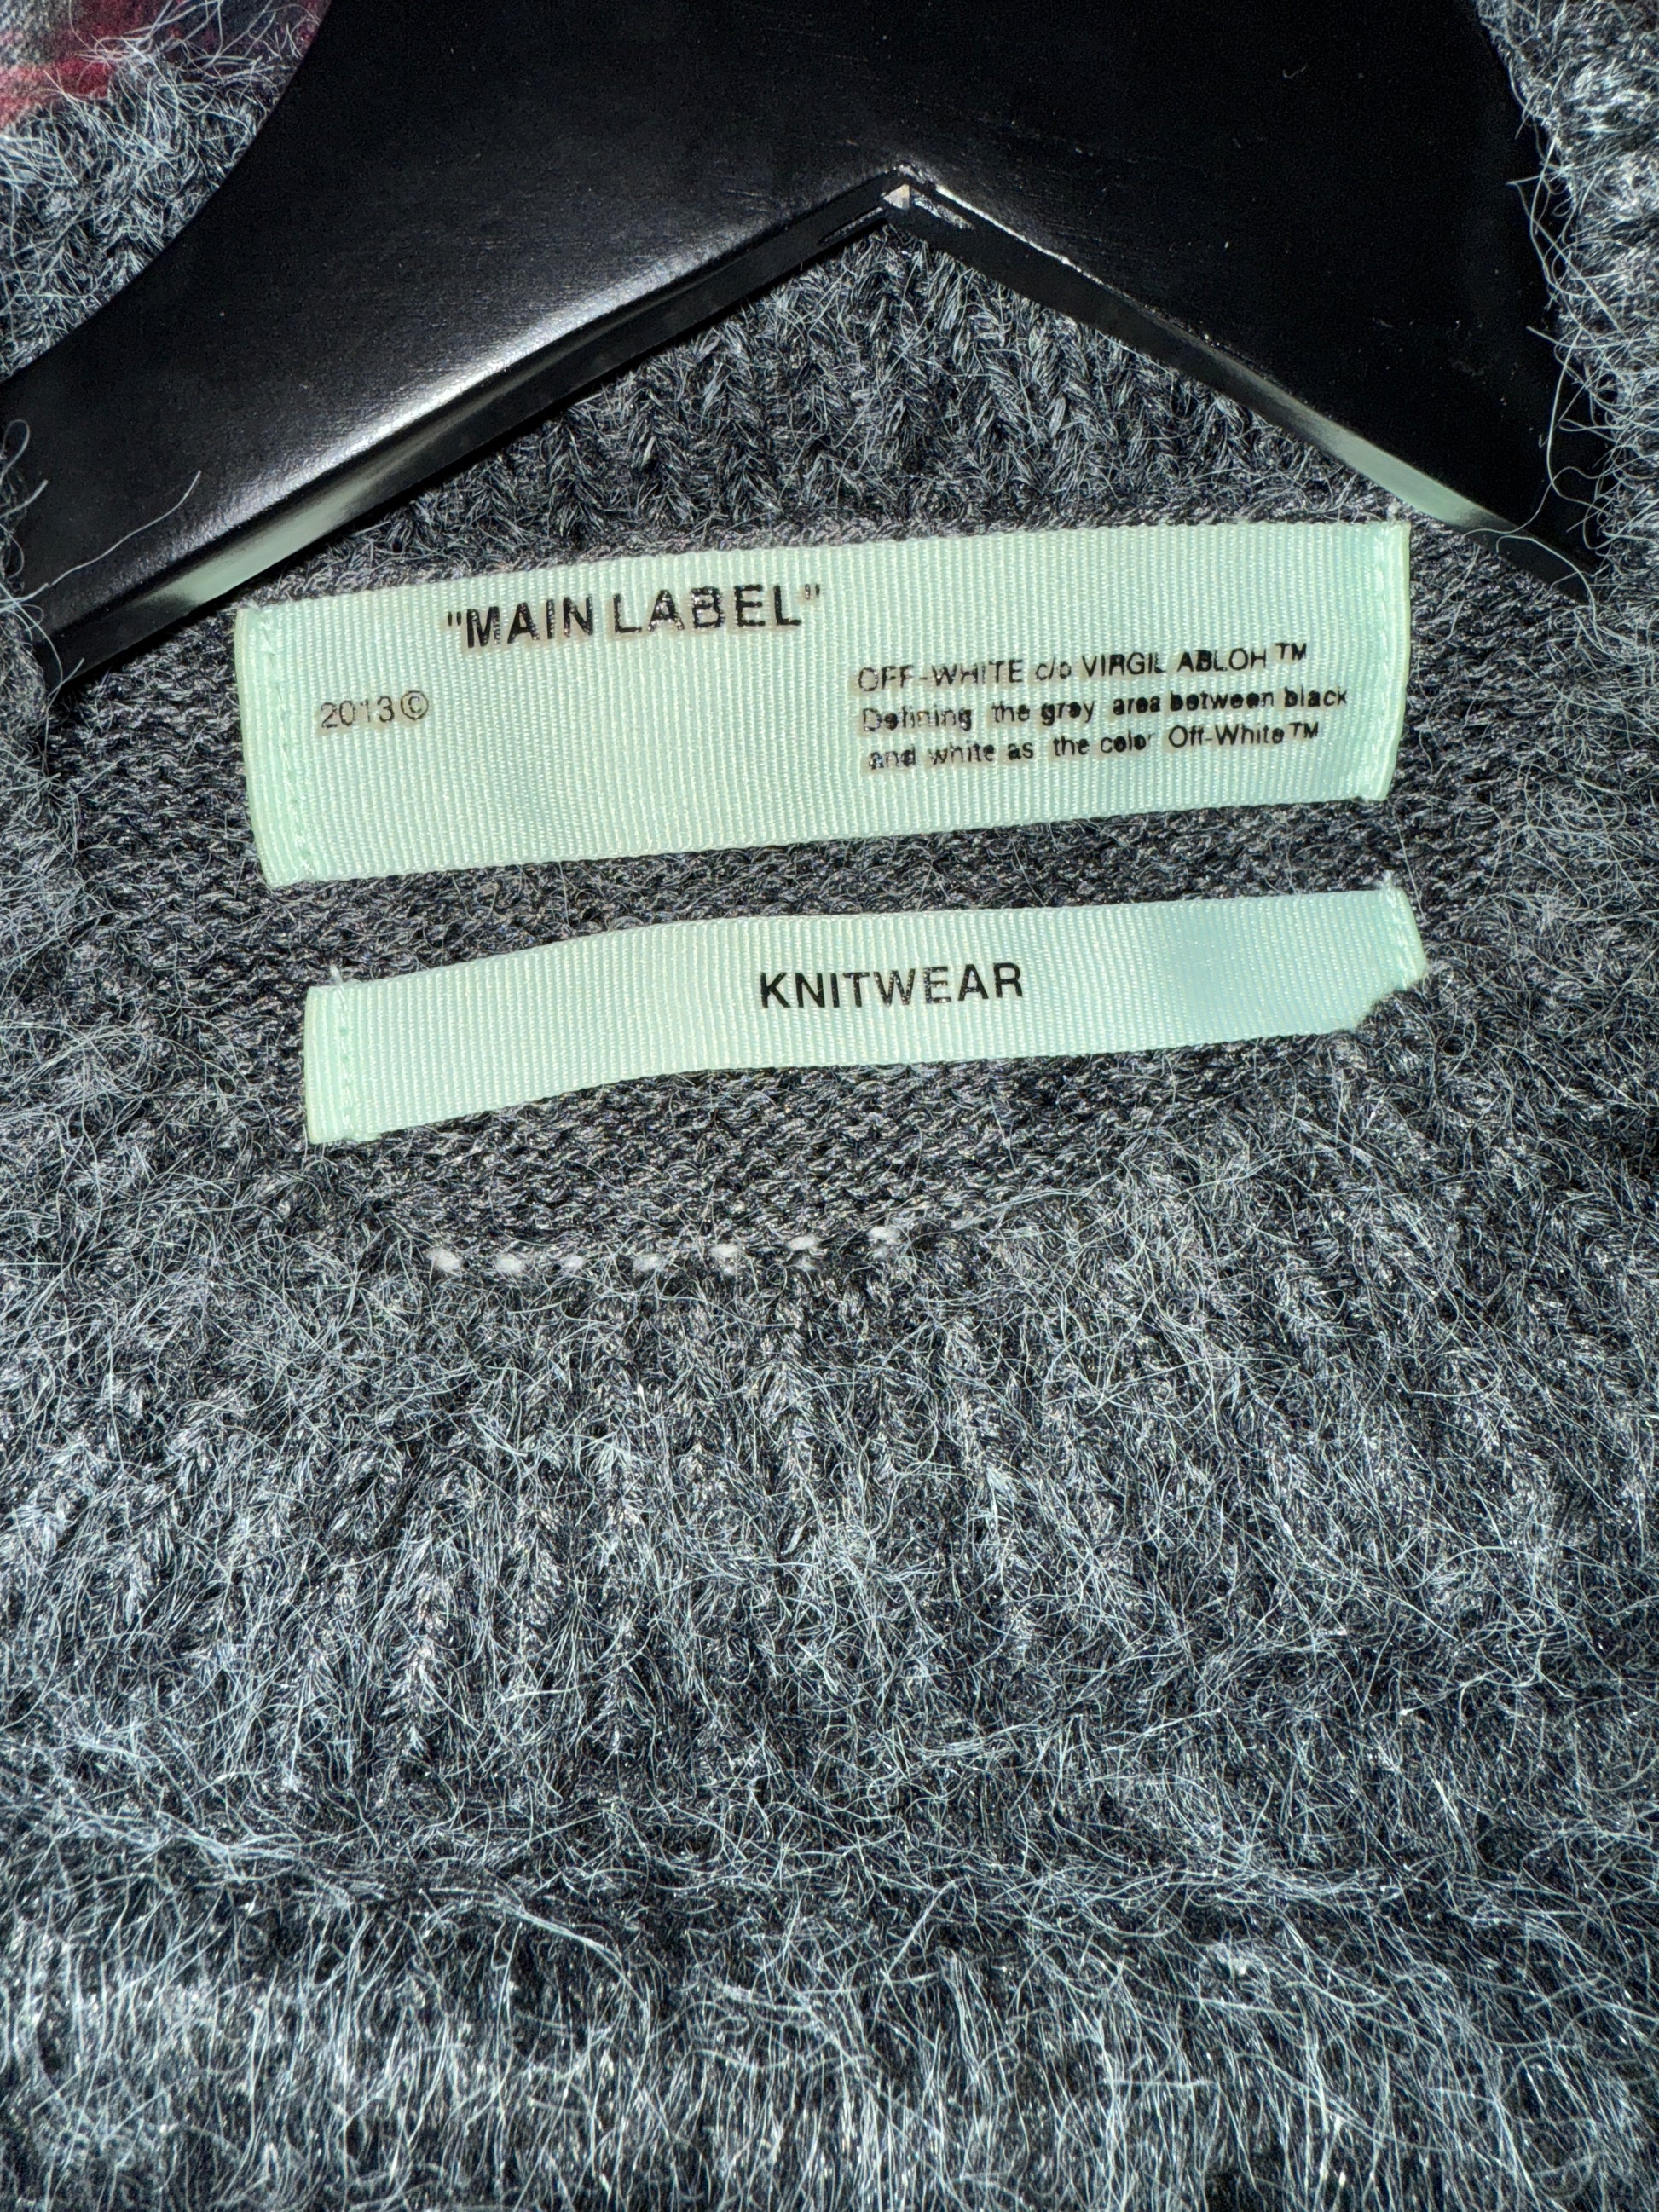 "MAIN LABEL"
2013©
OFF-WHITE c/o VIRGIL ABLOH™
Defining the grey area between black
and white as the color Off-White™
KNITWEAR